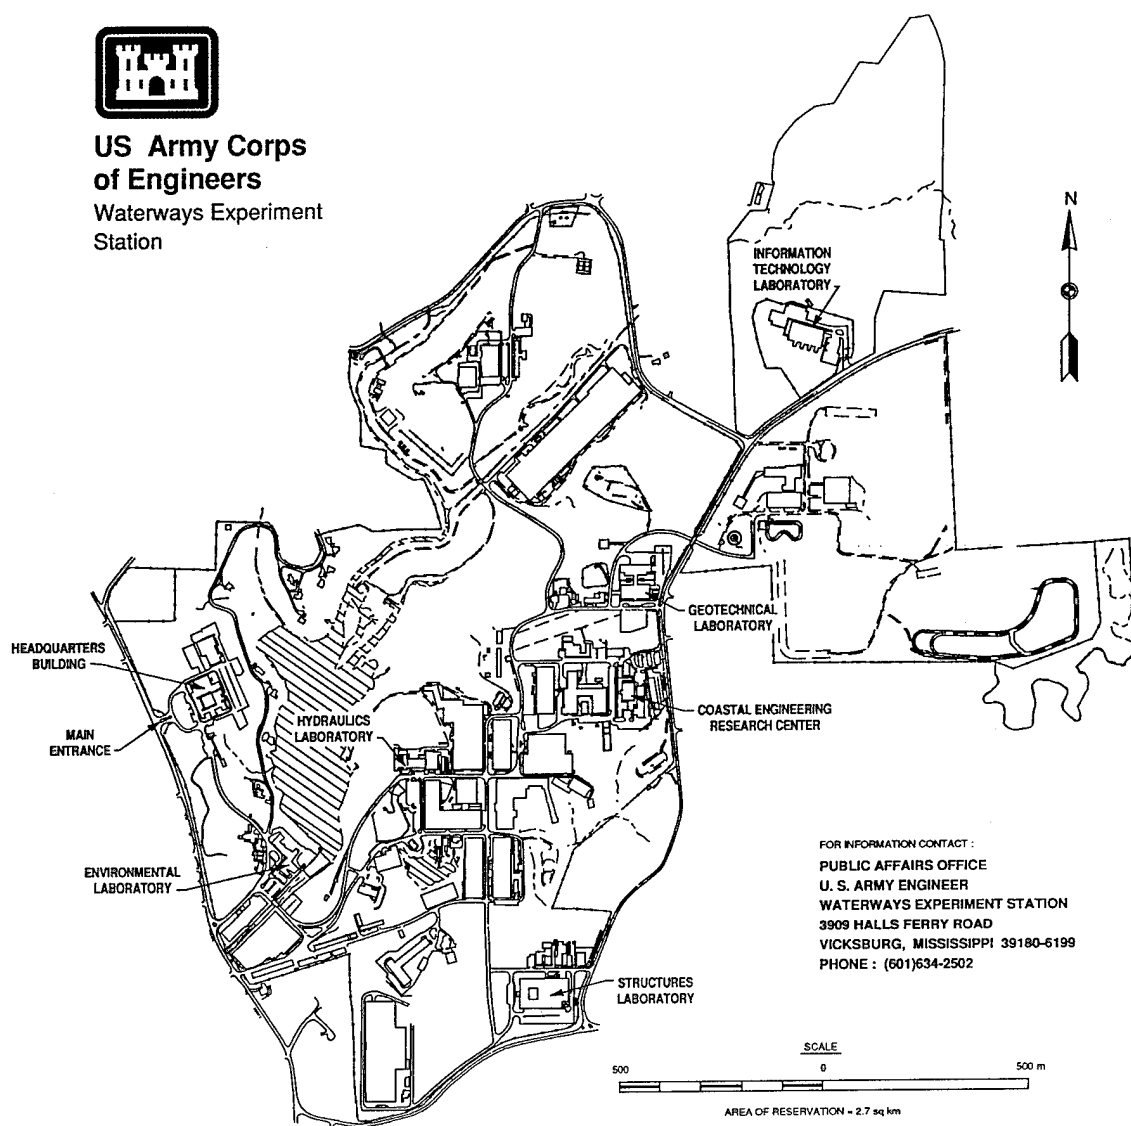 US Army Corps
of Engineers
Waterways Experiment
Station
N
INFORMATION
TECHNOLOGY
LABORATORY
GEOTECHNICAL
LABORATORY
HEADQUARTERS
BUILDING
MAIN
ENTRANCE
HYDRAULICS
LABORATORY
COASTAL ENGINEERING
RESEARCH CENTER
ENVIRONMENTAL
LABORATORY
STRUCTURES
LABORATORY
FOR INFORMATION CONTACT :
PUBLIC AFFAIRS OFFICE
U. S. ARMY ENGINEER
WATERWAYS EXPERIMENT STATION
3909 HALLS FERRY ROAD
VICKSBURG, MISSISSIPPI 39180-6199
PHONE : (601)634-2502
SCALE
500 0 500 m
AREA OF RESERVATION = 2.7 sq km